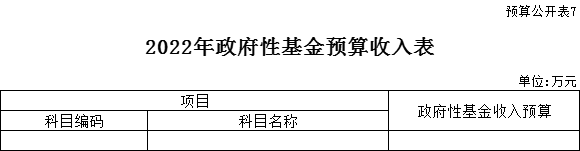 预算公开表7
2022年政府性基金预算收入表
单位:万元
项目
政府性基金收入预算
科目编码
科目名称